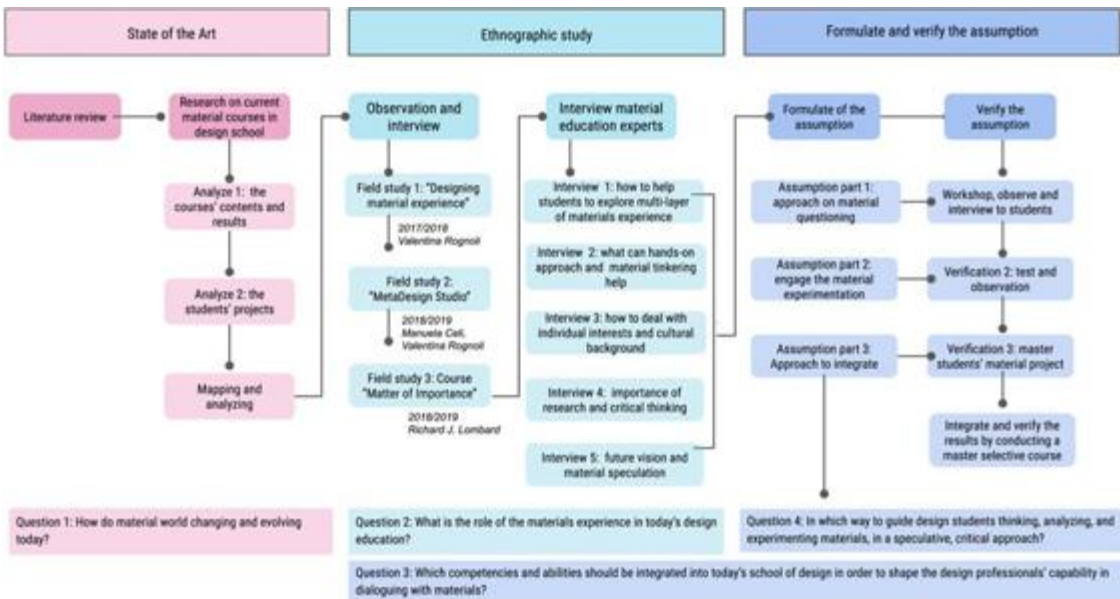 State of the Art
Ethnographic study
Formulate and verify the assumption
Literature review
Research on current
material courses in
design school
Analyze 1: the
courses' contents and
results
Analyze 2: the
students' projects
Mapping and
analyzing
Observation and
interview
Field study 1: "Designing
material experience"
2017/2018
Valentina Rognoli
Field study 2:
"MetaDesign Studio"
2018/2019
Manuela Celi,
Valentina Rognoli
Field study 3: Course
"Matter of Importance"
2018/2019
Richard J. Lombard
Interview material
education experts
Interview 1: how to help
students to explore multi-layer
of materials experience
Interview 2: what can hands-on
approach and material tinkering
help
Interview 3: how to deal with
individual interests and cultural
background
Interview 4: importance of
research and critical thinking
Interview 5: future vision and
material speculation
Formulate of the
assumption
Assumption part 1:
approach on material
questioning
Assumption part 2:
engage the material
experimentation
Assumption part 3:
Approach to integrate
Verify the
assumption
Workshop, observe and
interview to students
Verification 2: test and
observation
Verification 3: master
students' material project
Integrate and verify the
results by conducting a
master selective course
Question 1: How do material world changing and evolving
today?
Question 2: What is the role of the materials experience in today's design
education?
Question 4: In which way to guide design students thinking, analyzing, and
experimenting materials, in a speculative, critical approach?
Question 3: Which competencies and abilities should be integrated into today's school of design in order to shape the design professionals' capability in
dialoguing with materials?